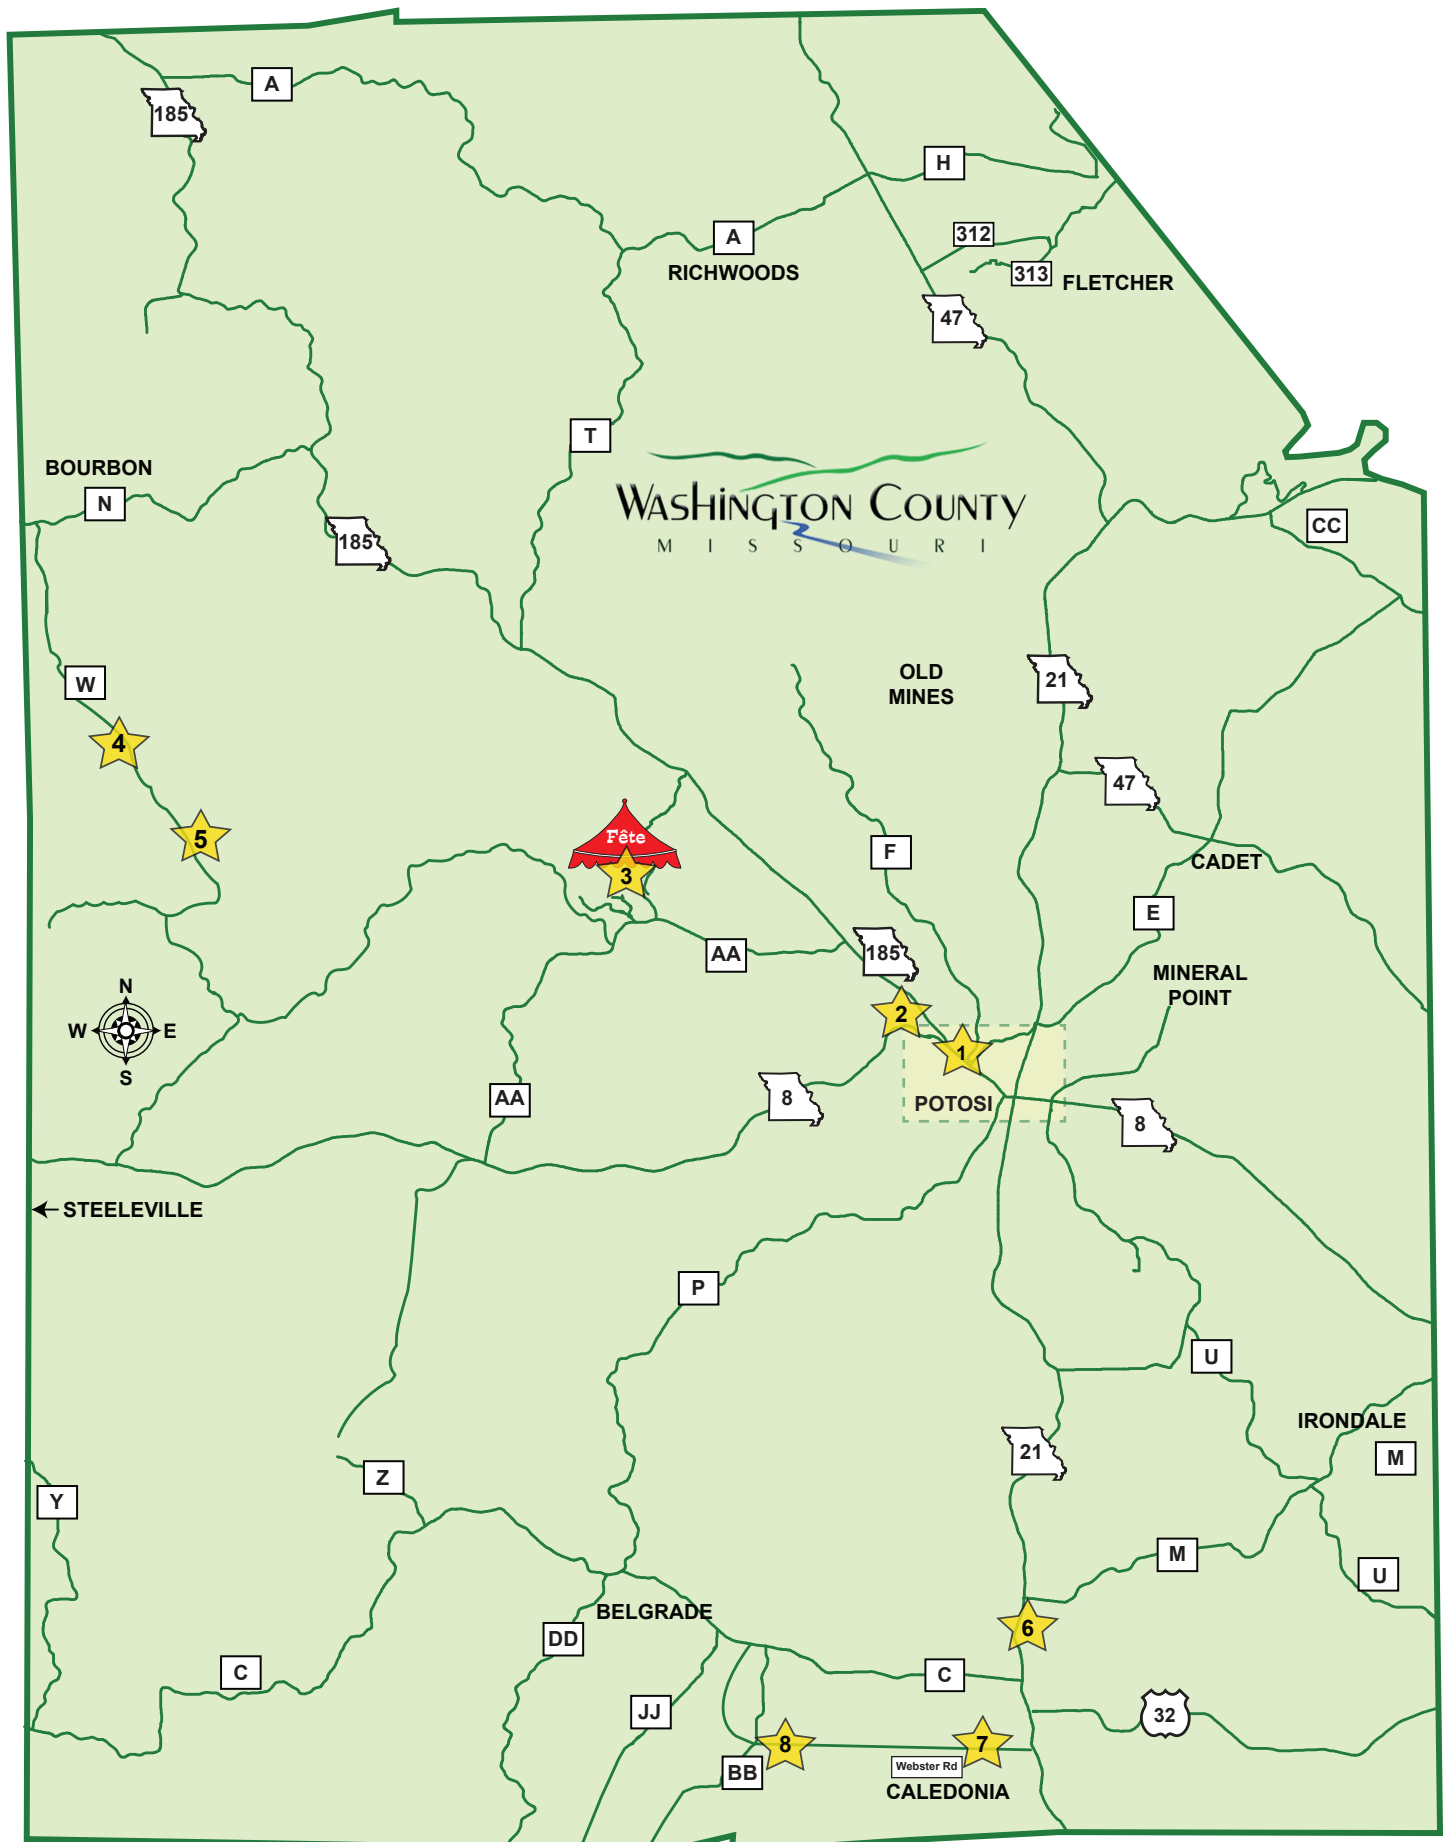 A
185
H
A
RICHWOODS
312
313
FLETCHER
47
T
BOURBON
N
185
WASHINGTON COUNTY
MISSOURI
CC
OLD
MINES
21
W
4
47
5
Fête
3
F
CADET
E
AA
185
MINERAL
POINT
N
W
E
S
2
1
POTOSI
AA
8
8
STEELEVILLE
P
U
IRONDALE
21
M
Z
Y
M
U
BELGRADE
6
DD
C
C
JJ
32
8
7
BB
Webster Rd
CALEDONIA